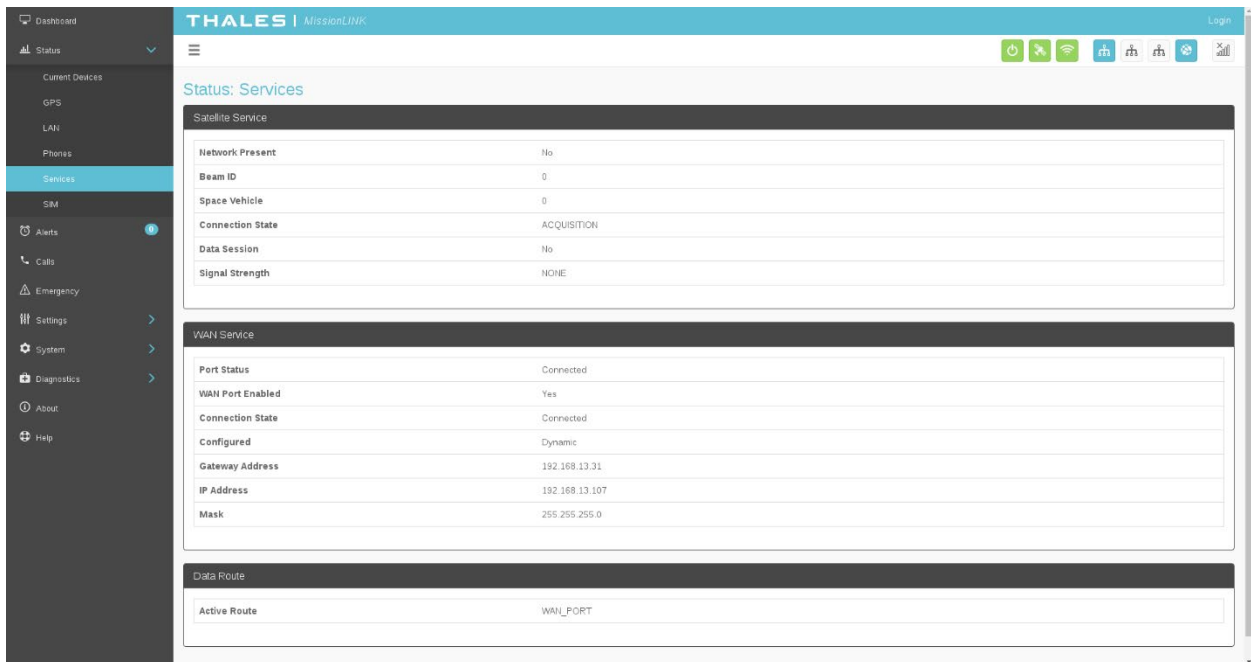 Dashboard
THALES | MissionLINK
Login
Status
Current Devices
GPS
LAN
Phones
Services
SIM
Alerts 0
Calls
Emergency
Settings
System
Diagnostics
About
Help
Status: Services
Satellite Service
Network Present No
Beam ID 0
Space Vehicle 0
Connection State ACQUISITION
Data Session No
Signal Strength NONE
WAN Service
Port Status Connected
WAN Port Enabled Yes
Connection State Connected
Configured Dynamic
Gateway Address 192.168.13.31
IP Address 192.168.13.107
Mask 255.255.255.0
Data Route
Active Route WAN_PORT